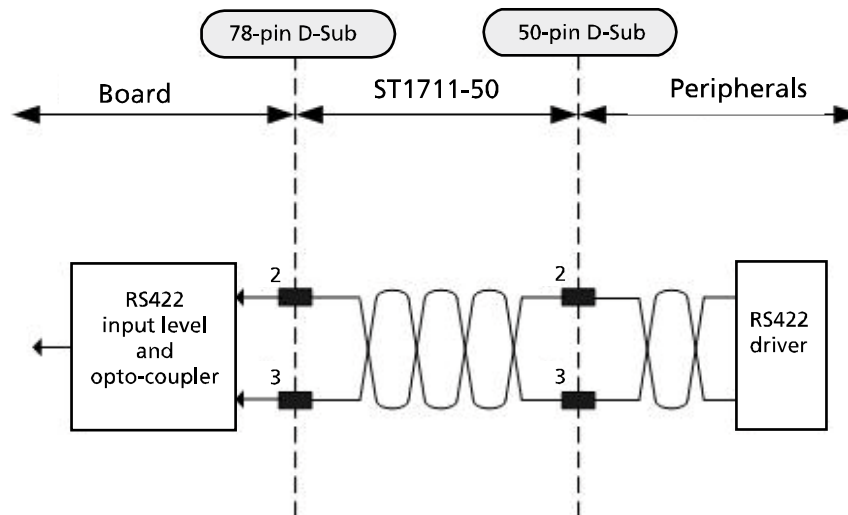 78-pin D-Sub
50-pin D-Sub
Board
ST1711-50
Peripherals
2
2
RS422
input level
and
opto-coupler
RS422
driver
3
3